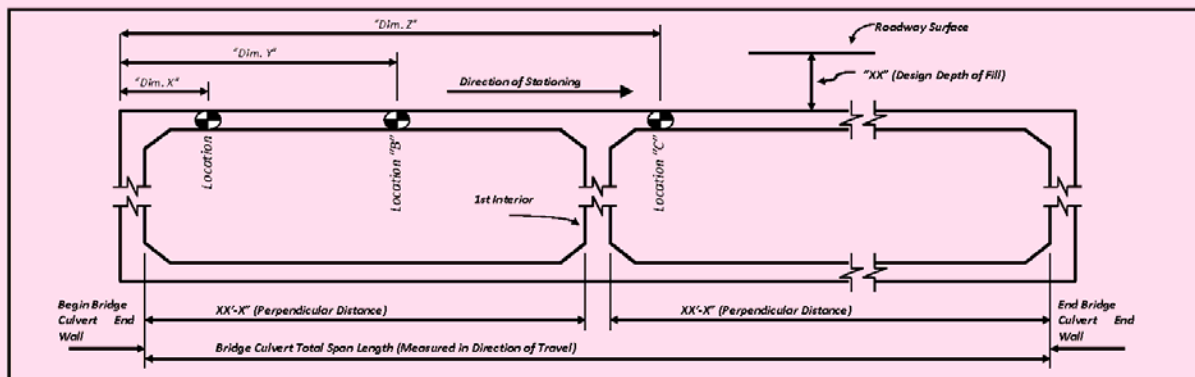 "Dim. Z"
Roadway Surface
"Dim. Y"
"XX" (Design Depth of Fill)
"Dim. X"
Direction of Stationing
Location
Location "B"
Location "C"
1st Interior
Begin Bridge
Culvert End
Wall
XX'-X" (Perpendicular Distance)
XX'-X" (Perpendicular Distance)
End Bridge
Culvert End
Wall
Bridge Culvert Total Span Length (Measured in Direction of Travel)